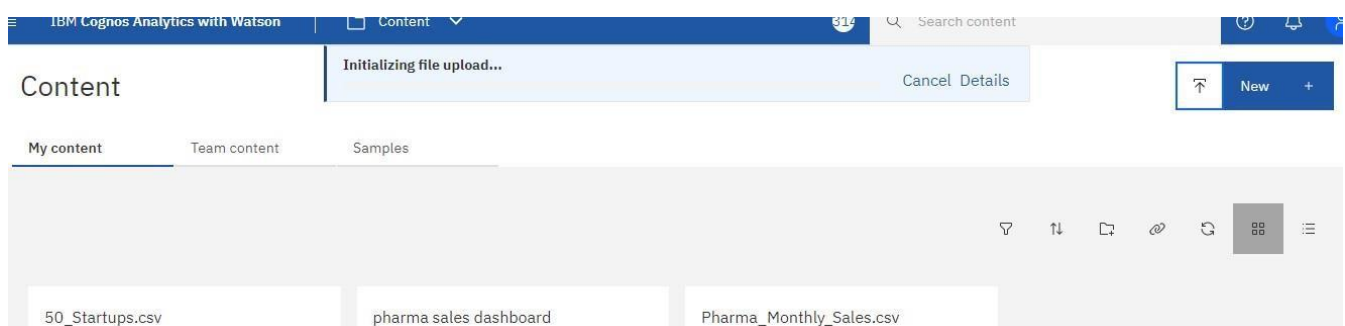 IBM Cognos Analytics with Watson
Content
314
Search content
Initializing file upload...
Cancel Details
Content
New
My content
Team content
Samples
50_Startups.csv
pharma sales dashboard
Pharma_Monthly_Sales.csv